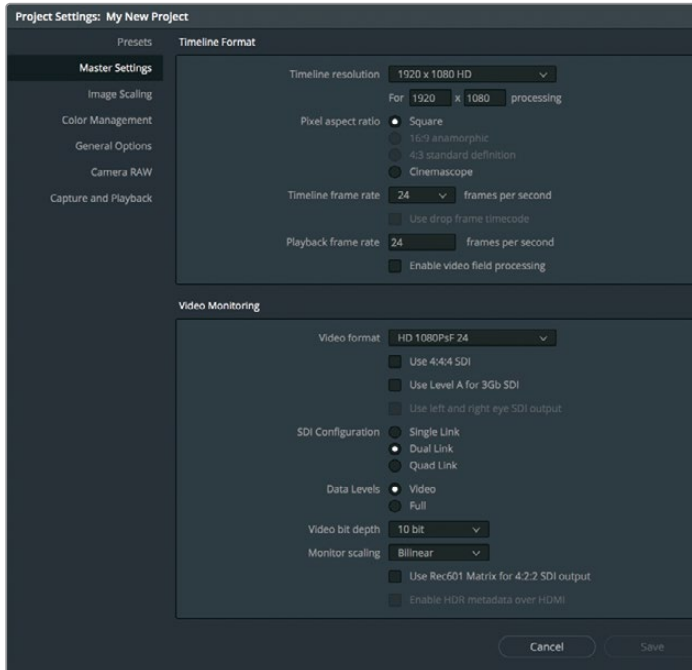 Project Settings: My New Project
Presets
Master Settings
Image Scaling
Color Management
General Options
Camera RAW
Capture and Playback
Timeline Format
Timeline resolution 1920 x 1080 HD
For 1920 x 1080 processing
Pixel aspect ratio Square
16:9 anamorphic
4:3 standard definition
Cinemascope
Timeline frame rate 24 frames per second
Use drop frame timecode
Playback frame rate 24 frames per second
Enable video field processing
Video Monitoring
Video format HD 1080PsF 24
Use 4:4:4 SDI
Use Level A for 3Gb SDI
Use left and right eye SDI output
SDI Configuration Single Link
Dual Link
Quad Link
Data Levels Video
Full
Video bit depth 10 bit
Monitor scaling Bilinear
Use Rec601 Matrix for 4:2:2 SDI output
Enable HDR metadata over HDMI
Cancel Save